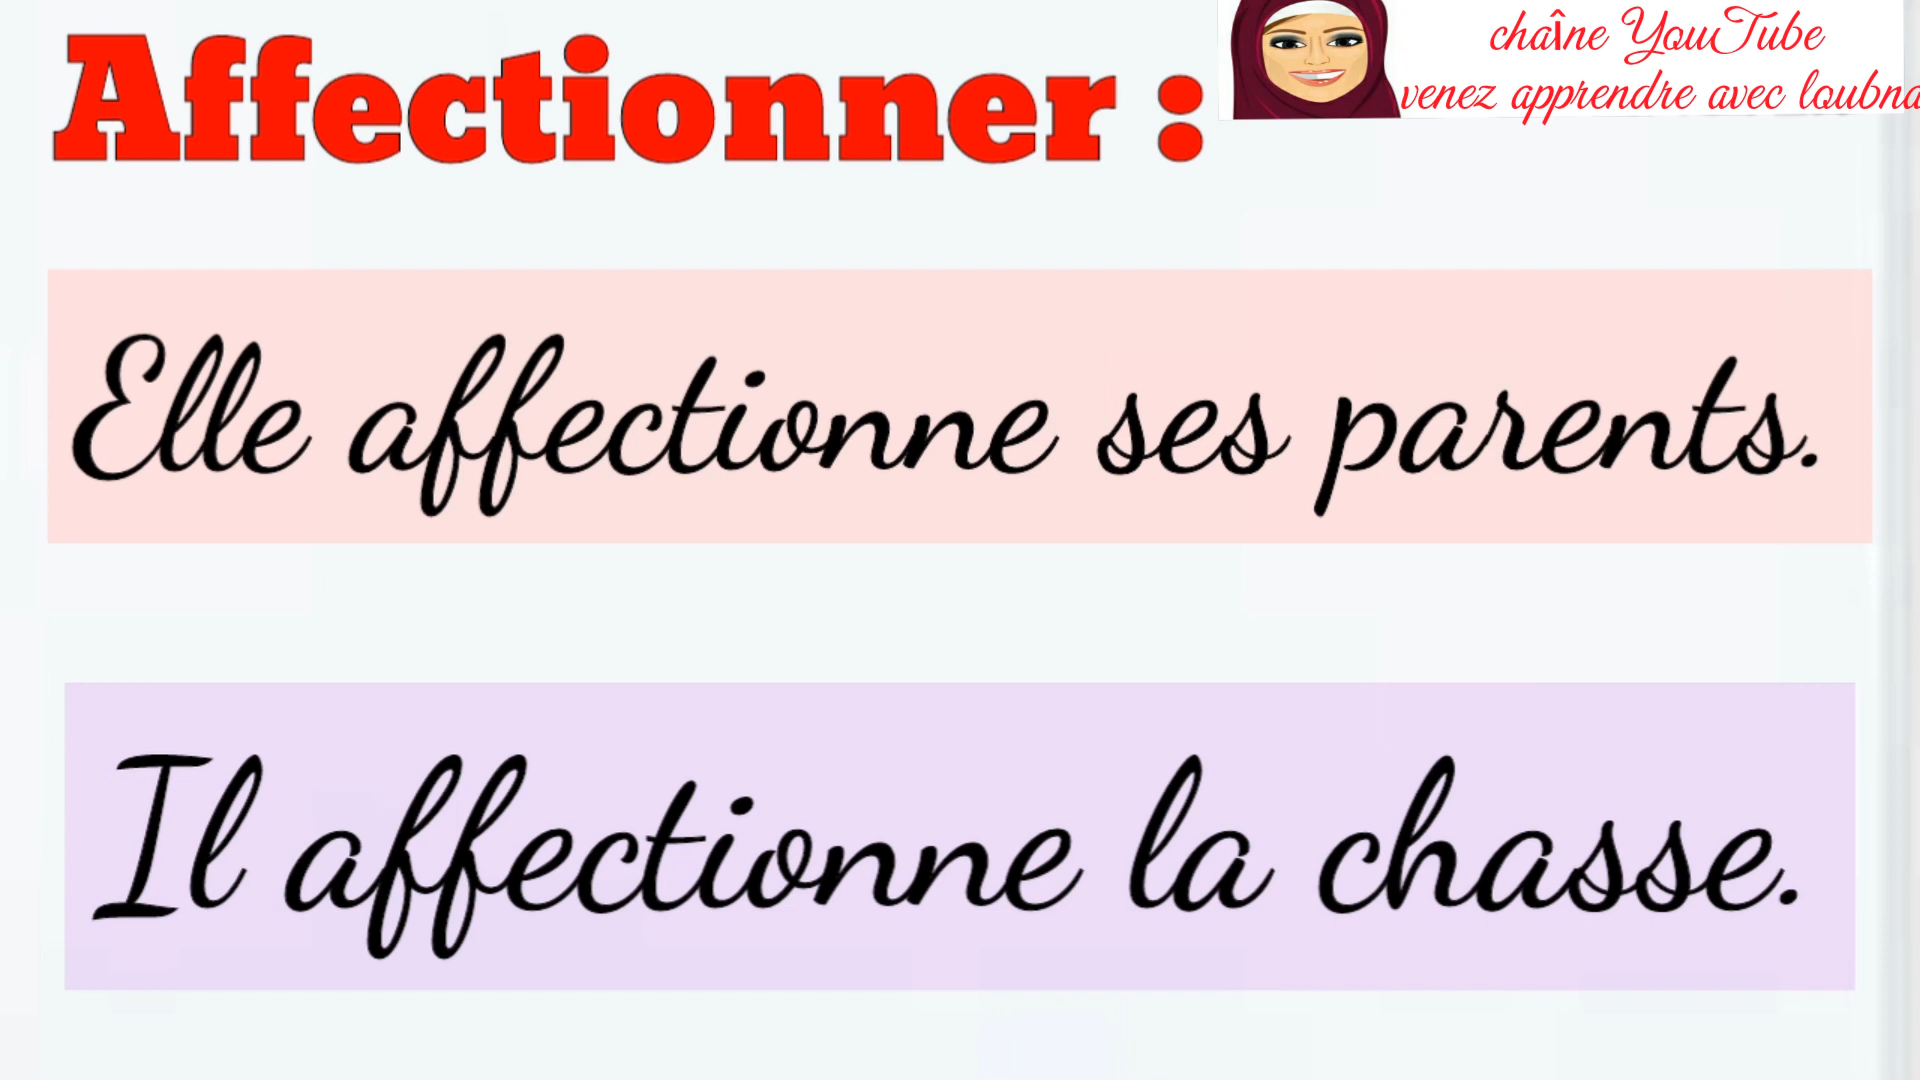 Affectionner :
chaîne YouTube
venez apprendre avec loubna
Elle affectionne ses parents.
Il affectionne la chasse.